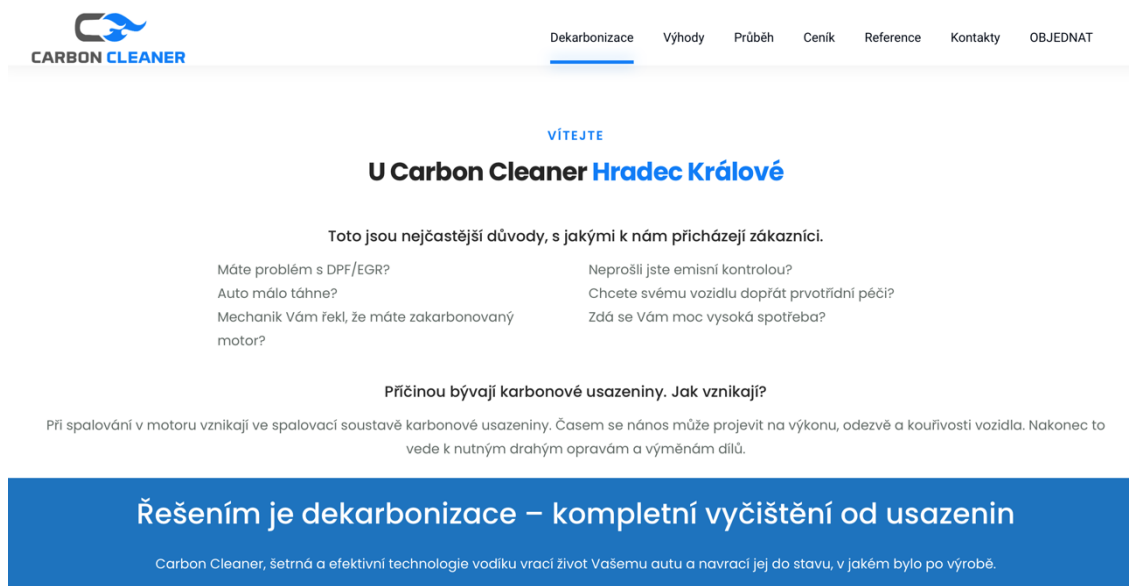 CARBON CLEANER
Dekarbonizace Výhody Průběh Ceník Reference Kontakty OBJEDNAT
VÍTEJTE
U Carbon Cleaner Hradec Králové
Toto jsou nejčastější důvody, s jakými k nám přicházejí zákazníci.
Máte problém s DPF/EGR?
Auto málo táhne?
Mechanik Vám řekl, že máte zakarbonovaný
motor?
Neprošli jste emisní kontrolou?
Chcete svému vozidlu dopřát prvotřídní péči?
Zdá se Vám moc vysoká spotřeba?
Příčinou bývají karbonové usazeniny. Jak vznikají?
Při spalování v motoru vznikají ve spalovací soustavě karbonové usazeniny. Časem se nános může projevit na výkonu, odezvě a kouřivosti vozidla. Nakonec to
vede k nutným drahým opravám a výměnám dílů.
Řešením je dekarbonizace – kompletní vyčištění od usazenin
Carbon Cleaner, šetrná a efektivní technologie vodíku vrací život Vašemu autu a navrací jej do stavu, v jakém bylo po výrobě.